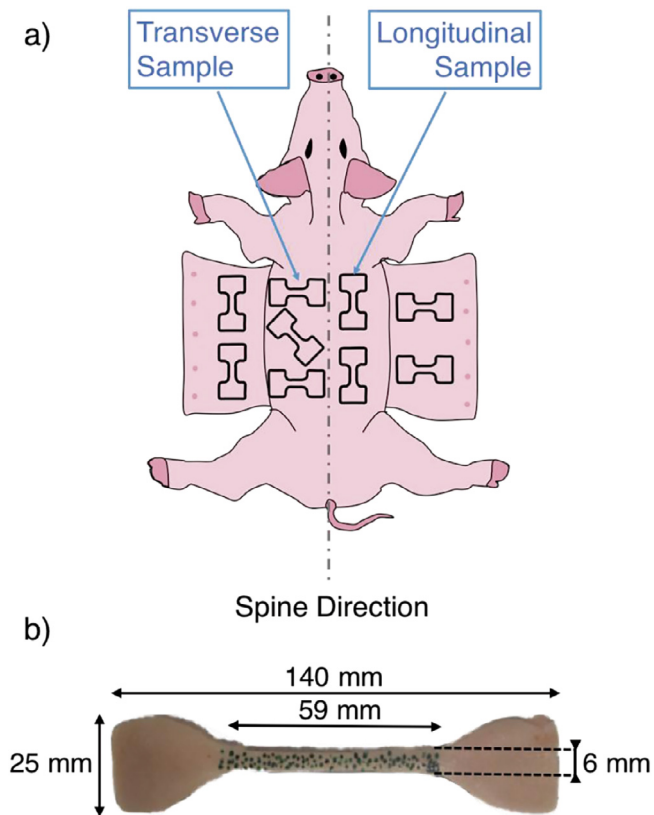 a)
Transverse
Sample
Longitudinal
Sample
Spine Direction
b)
140 mm
59 mm
25 mm
6 mm